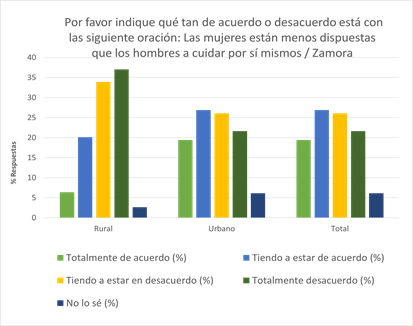 Por favor indique qué tan de acuerdo o desacuerdo está con
las siguiente oración: Las mujeres están menos dispuestas
que los hombres a cuidar por sí mismos / Zamora
40
35
30
25
20
15
10
5
0
% Respuestas
Rural Urbano Total
Totalmente de acuerdo (%) Tiendo a estar de acuerdo (%)
Tiendo a estar en desacuerdo (%) Totalmente desacuerdo (%)
No lo sé (%)